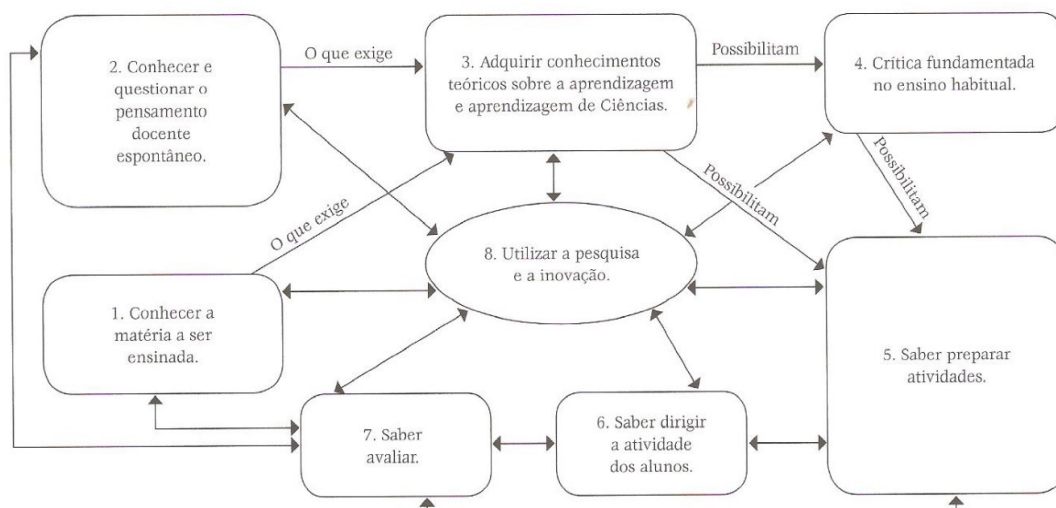 2. Conhecer e
questionar o
pensamento
docente
espontâneo.
O que exige
3. Adquirir conhecimentos
teóricos sobre a aprendizagem
e aprendizagem de Ciências.
Possibilitam
4. Crítica fundamentada
no ensino habitual.
O que exige
Possibilitam
Possibilitam
8. Utilizar a pesquisa
e a inovação.
1. Conhecer a
matéria a ser
ensinada.
5. Saber preparar
atividades.
7. Saber
avaliar.
6. Saber dirigir
a atividade
dos alunos.